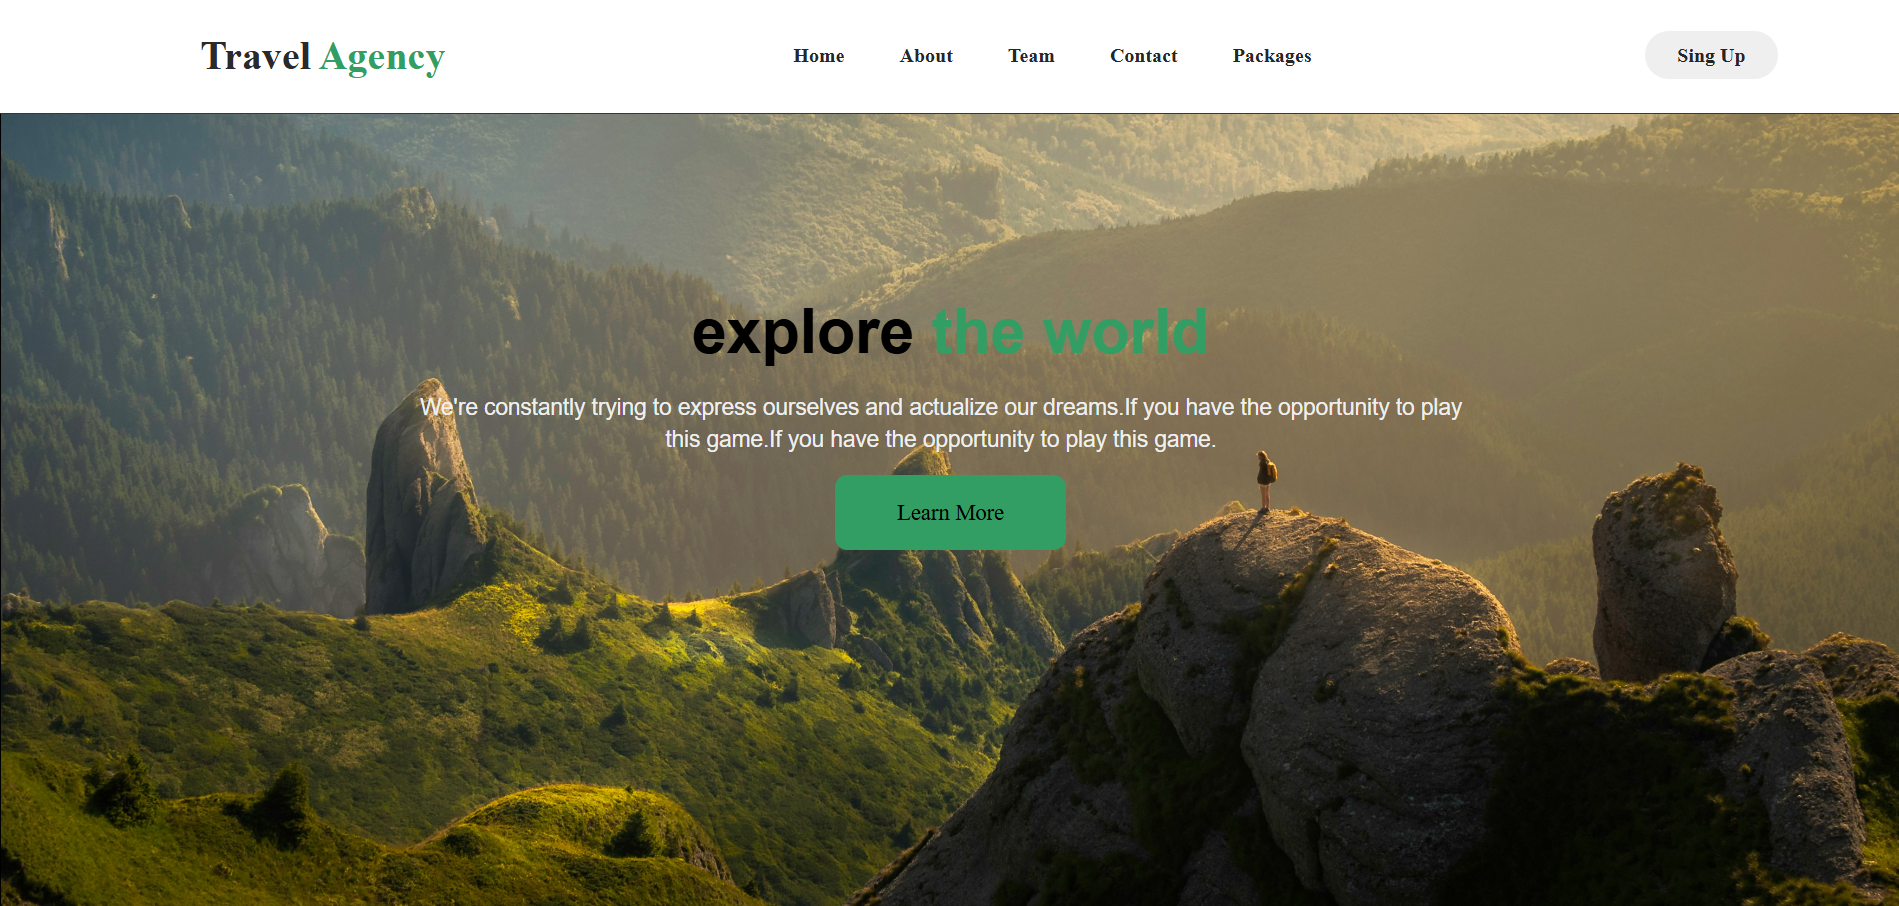 Travel Agency
Home About Team Contact Packages
Sing Up
explore the world
We're constantly trying to express ourselves and actualize our dreams.If you have the opportunity to play
this game.If you have the opportunity to play this game.
Learn More